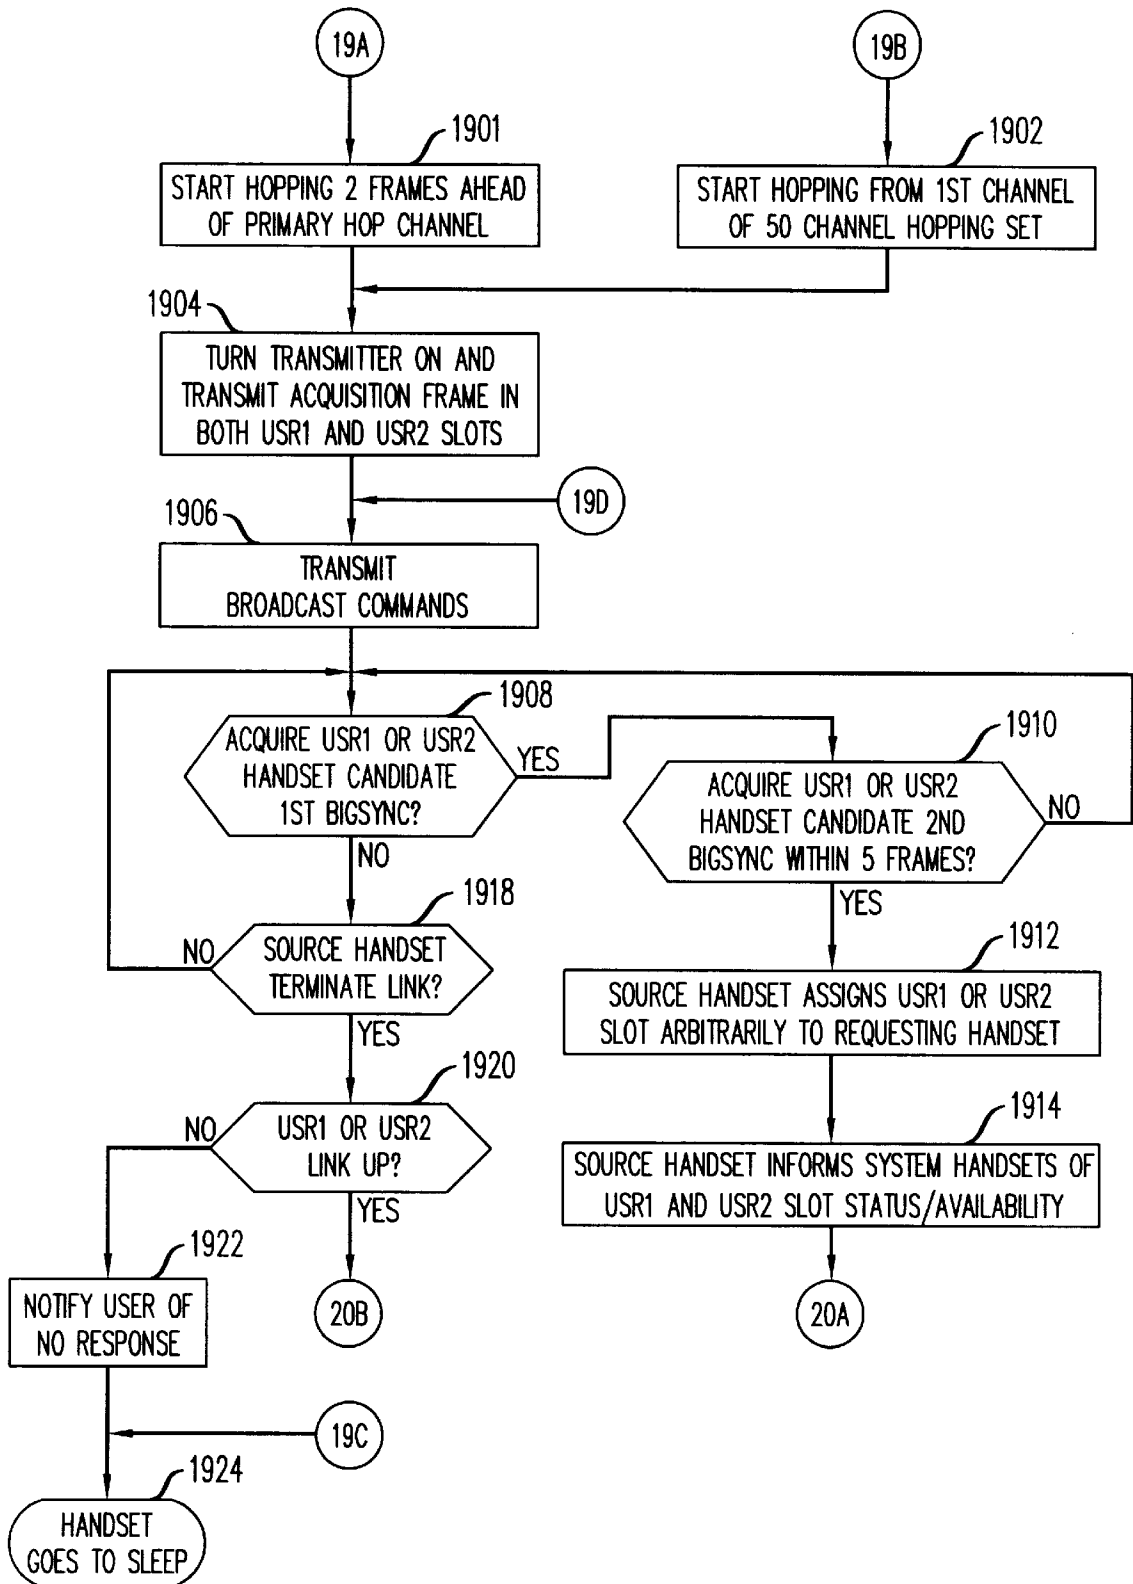 19A
19B
1901
1902
START HOPPING 2 FRAMES AHEAD
OF PRIMARY HOP CHANNEL
START HOPPING FROM 1ST CHANNEL
OF 50 CHANNEL HOPPING SET
1904
TURN TRANSMITTER ON AND
TRANSMIT ACQUISITION FRAME IN
BOTH USR1 AND USR2 SLOTS
19D
1906
TRANSMIT
BROADCAST COMMANDS
1908
ACQUIRE USR1 OR USR2
HANDSET CANDIDATE
1ST BIGSYNC?
YES
NO
1910
ACQUIRE USR1 OR USR2
HANDSET CANDIDATE 2ND
BIGSYNC WITHIN 5 FRAMES?
NO
YES
1918
SOURCE HANDSET
TERMINATE LINK?
NO
YES
1912
SOURCE HANDSET ASSIGNS USR1 OR USR2
SLOT ARBITRARILY TO REQUESTING HANDSET
1920
USR1 OR USR2
LINK UP?
NO
YES
1914
SOURCE HANDSET INFORMS SYSTEM HANDSETS OF
USR1 AND USR2 SLOT STATUS/AVAILABILITY
1922
NOTIFY USER OF
NO RESPONSE
20B
20A
19C
1924
HANDSET
GOES TO SLEEP